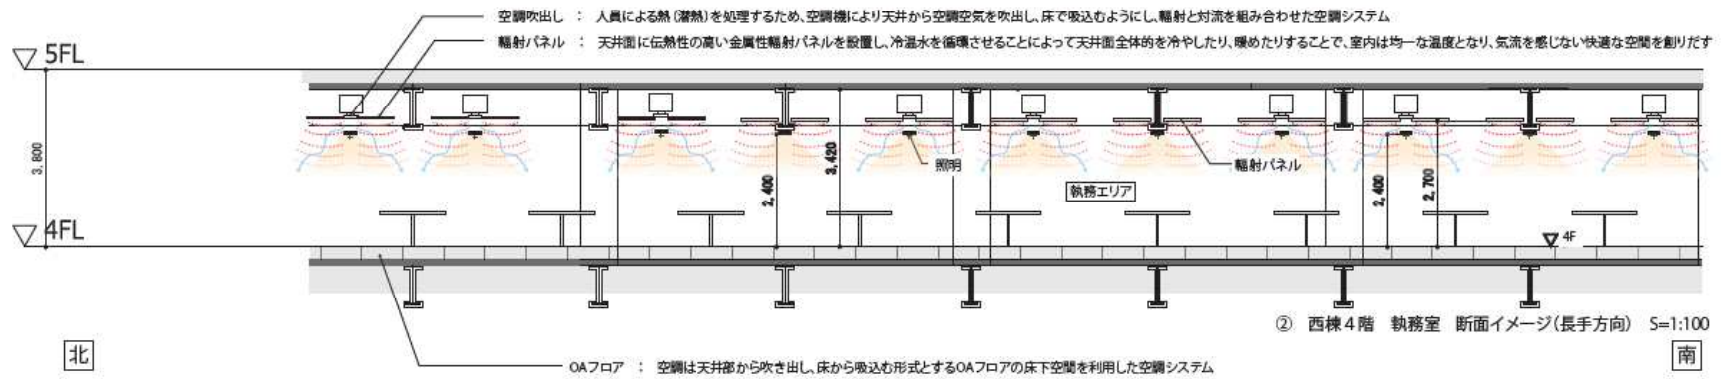 空調吹出し ： 人員による熱(潜熱)を処理するため、空調機により天井から空調空気を吹出し、床で吸込むようにし、輻射と対流を組み合わせた空調システム
輻射パネル ： 天井面に伝熱性の高い金属性輻射パネルを設置し、冷温水を循環させることによって天井面全体的を冷やしたり、暖めたりすることで、室内は均一な温度となり、気流を感じない快適な空間を創りだす
5FL
3,800
3,420
2,400
照明
執務エリア
輻射パネル
2,400
2,700
4FL
4F
② 西棟４階 執務室 断面イメージ(長手方向) S=1:100
北
南
OAフロア ： 空調は天井部から吹き出し、床から吸込む形式とするOAフロアの床下空間を利用した空調システム